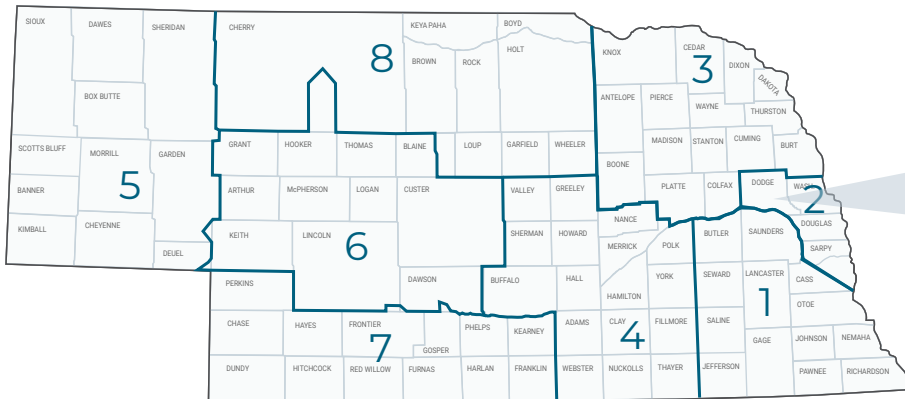 SIOUX
DAWES
SHERIDAN
CHERRY
KEYA PAHA
BOYD
8
BROWN
ROCK
HOLT
KNOX
CEDAR
3
DIXON
DAKOTA
BOX BUTTE
ANTELOPE
PIERCE
WAYNE
THURSTON
SCOTTS BLUFF
MORRILL
GARDEN
GRANT
HOOKER
THOMAS
BLAINE
LOUP
GARFIELD
WHEELER
BOONE
MADISON
STANTON
CUMING
BURT
BANNER
5
ARTHUR
McPHERSON
LOGAN
CUSTER
VALLEY
GREELEY
PLATTE
COLFAX
DODGE
2
KIMBALL
CHEYENNE
DEUEL
KEITH
LINCOLN
6
SHERMAN
HOWARD
NANCE
MERRICK
POLK
BUTLER
SAUNDERS
DOUGLAS
SARPY
PERKINS
DAWSON
BUFFALO
HALL
HAMILTON
YORK
SEWARD
LANCASTER
1
CASS
OTOE
CHASE
HAYES
FRONTIER
7
GOSPER
PHELPS
KEARNEY
ADAMS
CLAY
4
FILLMORE
SALINE
GAGE
JOHNSON
NEMAHA
DUNDY
HITCHCOCK
RED WILLOW
FURNAS
HARLAN
FRANKLIN
WEBSTER
NUCKOLLS
THAYER
JEFFERSON
PAWNEE
RICHARDSON